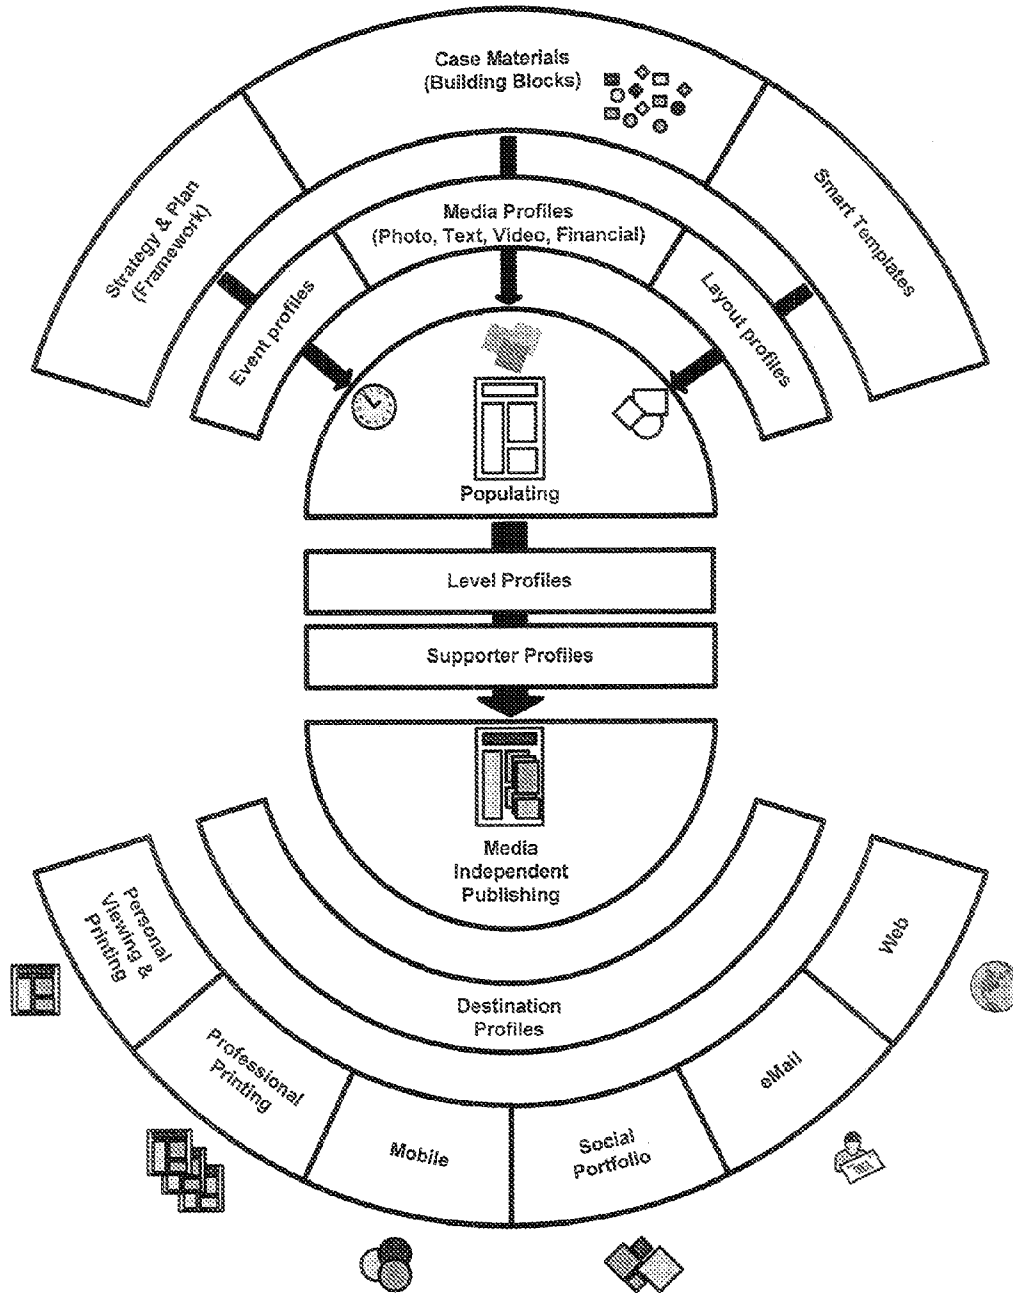 Case Materials
(Building Blocks)
Strategy & Plan
(Framework)
Smart Templates
Media Profiles
(Photo, Text, Video, Financial)
Event profiles
Layout profiles
Populating
Level Profiles
Supporter Profiles
Media
Independent
Publishing
Destination
Profiles
Personal
Viewing &
Printing
Professional
Printing
Mobile
Social
Portfolio
eMail
Web